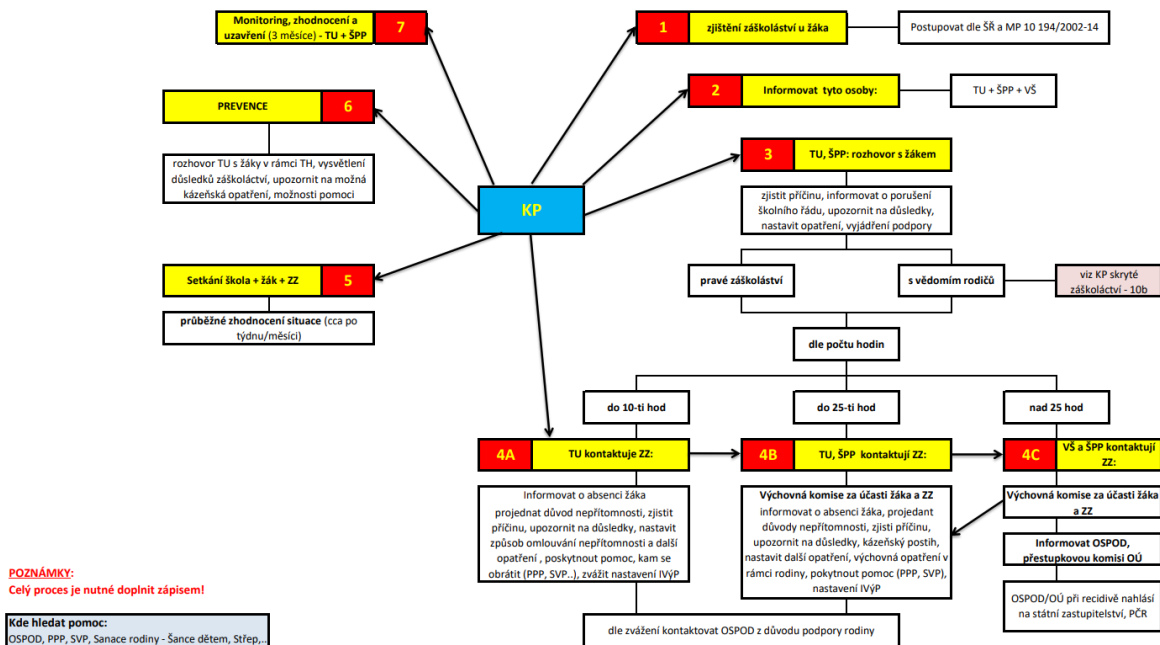 Monitoring, zhodnocení a
uzavření (3 měsíce) - TU + ŠPP
7
1
zjištění záškoláství u žáka
Postupovat dle ŠŘ a MP 10 194/2002-14
2
Informovat tyto osoby:
TU + ŠPP + VŠ
PREVENCE
6
rozhovor TU s žáky v rámci TH, vysvětlení
důsledků záškoláctví, upozornit na možná
kázeňská opatření, možnosti pomoci
3
TU, ŠPP: rozhovor s žákem
zjistit příčinu, informovat o porušení
školního řádu, upozornit na důsledky,
nastavit opatření, vyjádření podpory
KP
Setkání škola + žák + ZZ
5
průběžné zhodnocení situace (cca po
týdnu/měsíci)
pravé záškoláství
s vědomím rodičů
viz KP skryté
záškoláctví - 10b
dle počtu hodin
do 10-ti hod
do 25-ti hod
nad 25 hod
4A
TU kontaktuje ZZ:
4B
TU, ŠPP kontaktují ZZ:
4C
VŠ a ŠPP kontaktují
ZZ:
Informovat o absenci žáka
projednat důvod nepřítomnosti, zjistit
příčinu, upozornit na důsledky, nastavit
způsob omlouvání nepřítomnosti a další
opatření , poskytnout pomoc, kam se
obrátit (PPP, SVP..), zvážit nastavení IVýP
Výchovná komise za účasti žáka a ZZ
informovat o absenci žáka, projedant
důvody nepřítomnosti, zjisti příčinu,
upozornit na důsledky, kázeňský postih,
nastavit další opatření, výchovná opatření v
rámci rodiny, pokytnout pomoc (PPP, SVP),
nastavení IVýP
Výchovná komise za účasti žáka
a ZZ
Informovat OSPOD,
přestupkovou komisi OÚ
OSPOD/OÚ při recidivě nahlásí
na státní zastupitelství, PČR
dle zvážení kontaktovat OSPOD z důvodu podpory rodiny
POZNÁMKY:
Celý proces je nutné doplnit zápisem!
Kde hledat pomoc:
OSPOD, PPP, SVP, Sanace rodiny - Šance dětem, Střep,..